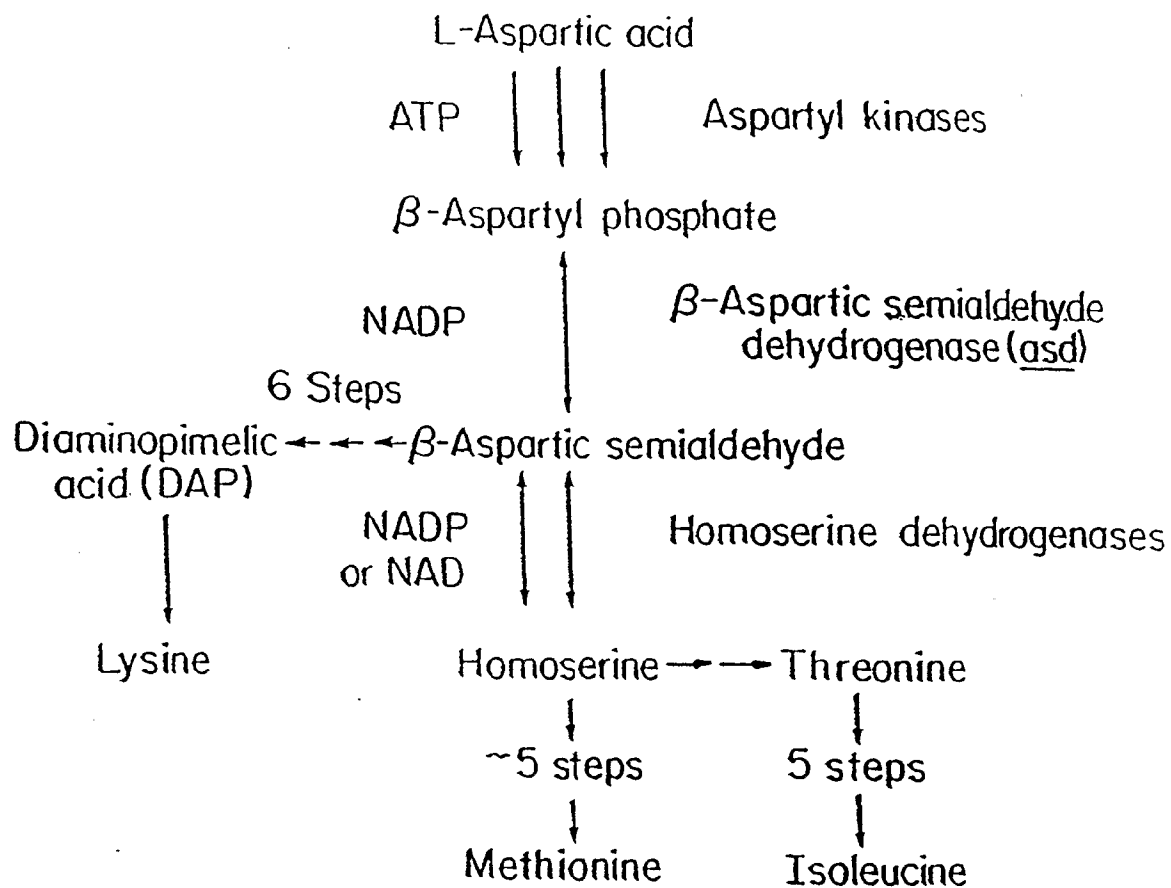 L-Aspartic acid
ATP
Aspartyl kinases
β-Aspartyl phosphate
NADP
β-Aspartic semialdehyde
dehydrogenase (asd)
6 Steps
Diaminopimelic
acid (DAP)
β-Aspartic semialdehyde
NADP
or NAD
Homoserine dehydrogenases
Lysine
Homoserine
Threonine
~5 steps
5 steps
Methionine
Isoleucine